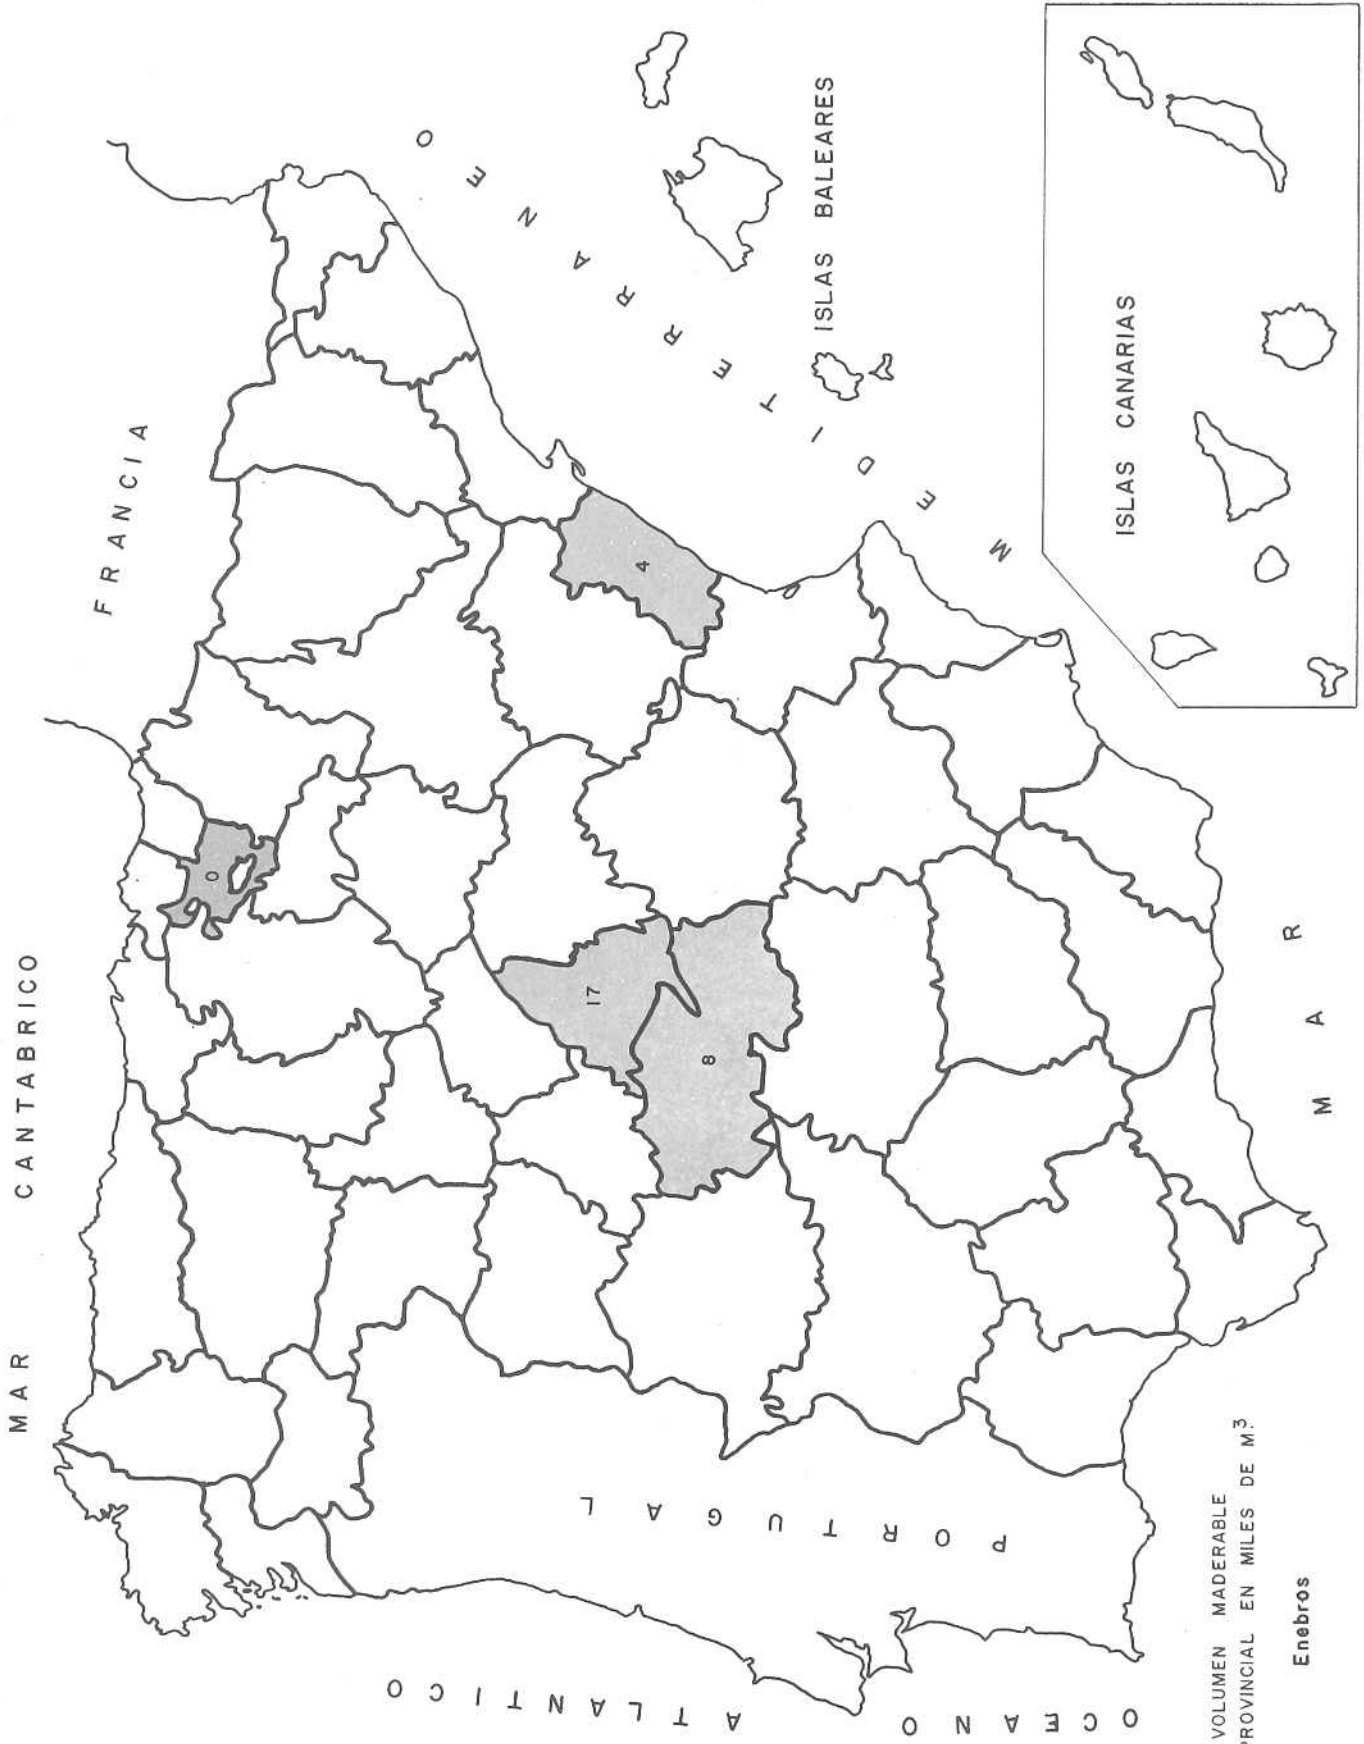 MAR CANTABRICO
FRANCIA
MAR MEDITERRANEO
ISLAS BALEARES
ISLAS CANARIAS
OCEANO ATLANTICO
PORTUGAL
0
17
8
4
VOLUMEN MADERABLE
PROVINCIAL EN MILES DE M.³
Enebros